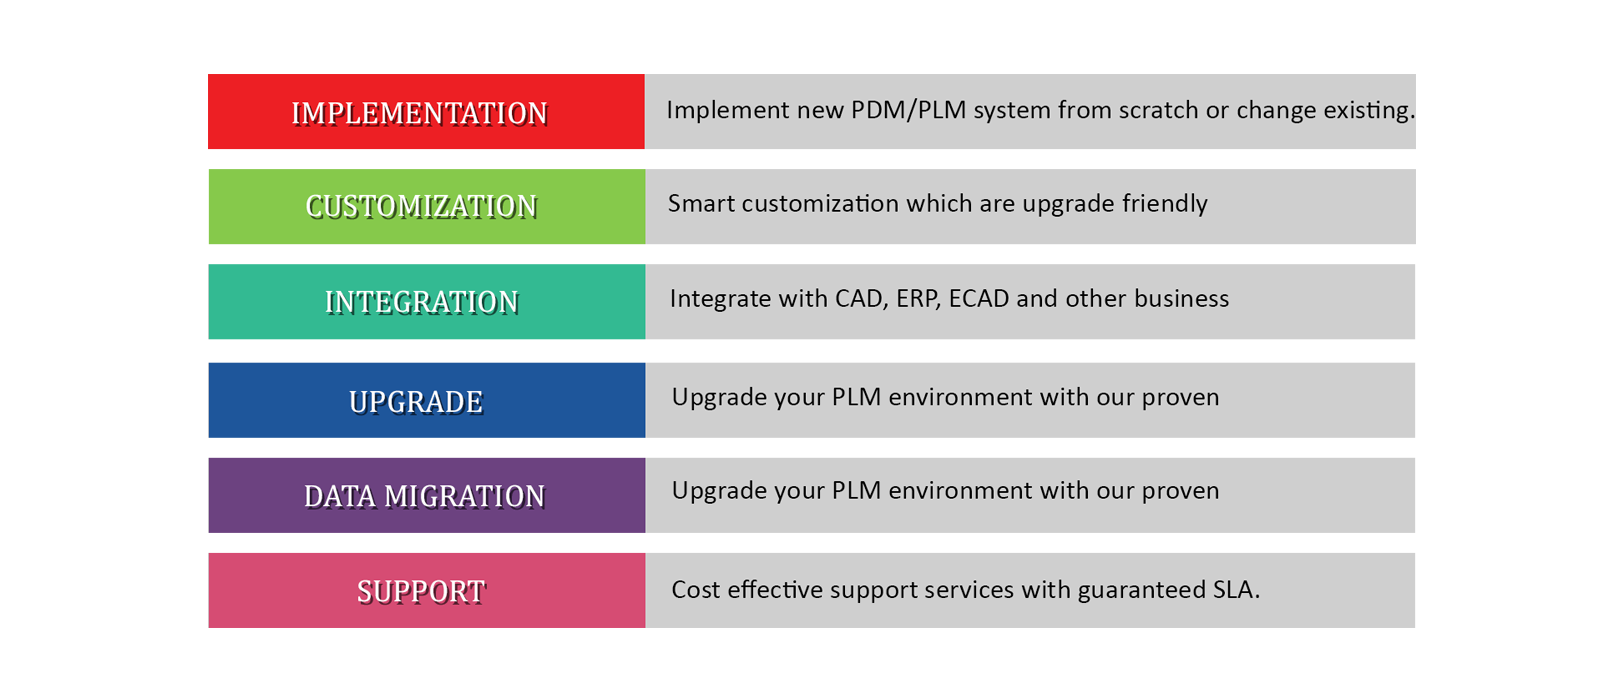 IMPLEMENTATION
Implement new PDM/PLM system from scratch or change existing.
CUSTOMIZATION
Smart customization which are upgrade friendly
INTEGRATION
Integrate with CAD, ERP, ECAD and other business
UPGRADE
Upgrade your PLM environment with our proven
DATA MIGRATION
Upgrade your PLM environment with our proven
SUPPORT
Cost effective support services with guaranteed SLA.